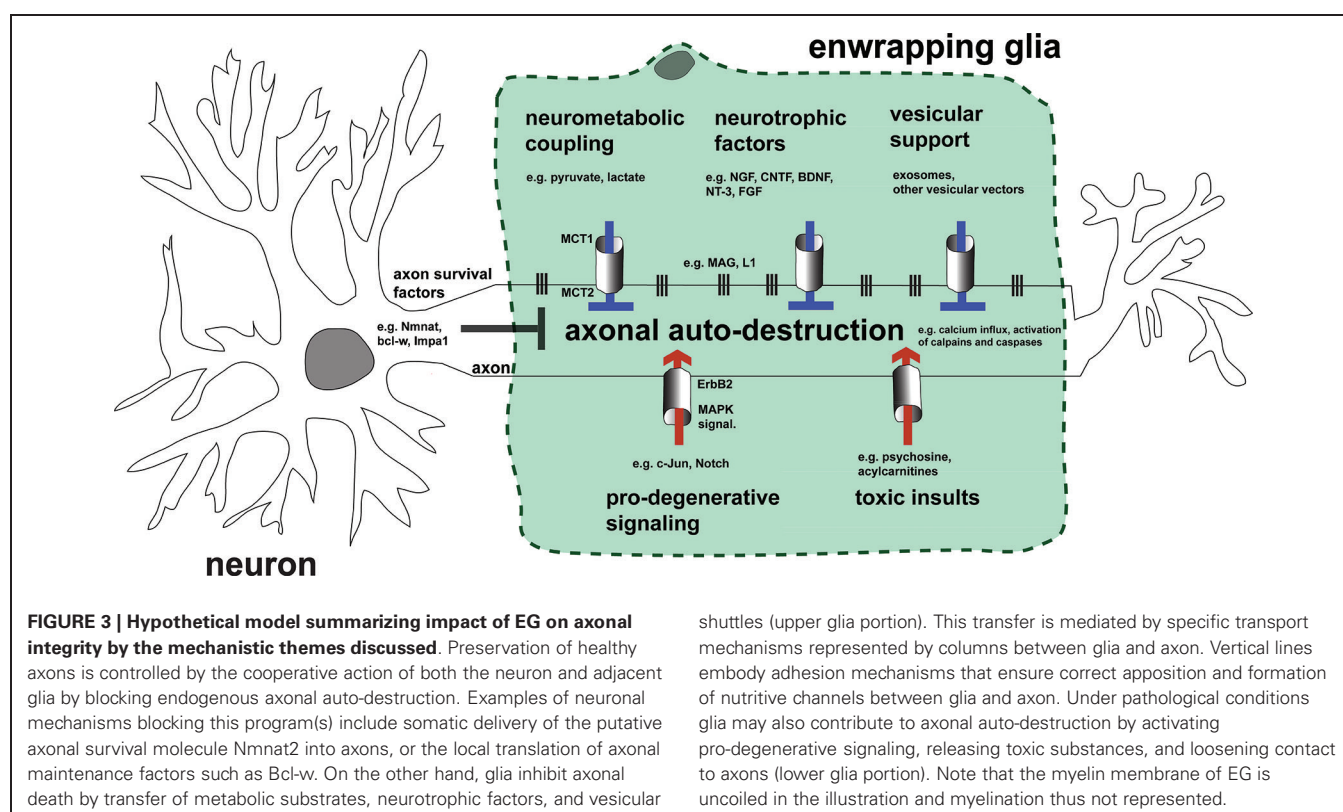 enwrapping glia
neurometabolic
coupling
e.g. pyruvate, lactate
neurotrophic
factors
e.g. NGF, CNTF, BDNF,
NT-3, FGF
vesicular
support
exosomes,
other vesicular vectors
MCT1
MCT2
e.g. MAG, L1
axon survival
factors
e.g. Nmnat,
bcl-w, Impa1
axonal auto-destruction
e.g. calcium influx, activation
of calpains and caspases
axon
ErbB2
MAPK
signal.
e.g. c-Jun, Notch
pro-degenerative
signaling
e.g. psychosine,
acylcarnitines
toxic insults
neuron
FIGURE 3 | Hypothetical model summarizing impact of EG on axonal
integrity by the mechanistic themes discussed. Preservation of healthy
axons is controlled by the cooperative action of both the neuron and adjacent
glia by blocking endogenous axonal auto-destruction. Examples of neuronal
mechanisms blocking this program(s) include somatic delivery of the putative
axonal survival molecule Nmnat2 into axons, or the local translation of axonal
maintenance factors such as Bcl-w. On the other hand, glia inhibit axonal
death by transfer of metabolic substrates, neurotrophic factors, and vesicular
shuttles (upper glia portion). This transfer is mediated by specific transport
mechanisms represented by columns between glia and axon. Vertical lines
embody adhesion mechanisms that ensure correct apposition and formation
of nutritive channels between glia and axon. Under pathological conditions
glia may also contribute to axonal auto-destruction by activating
pro-degenerative signaling, releasing toxic substances, and loosening contact
to axons (lower glia portion). Note that the myelin membrane of EG is
uncoiled in the illustration and myelination thus not represented.